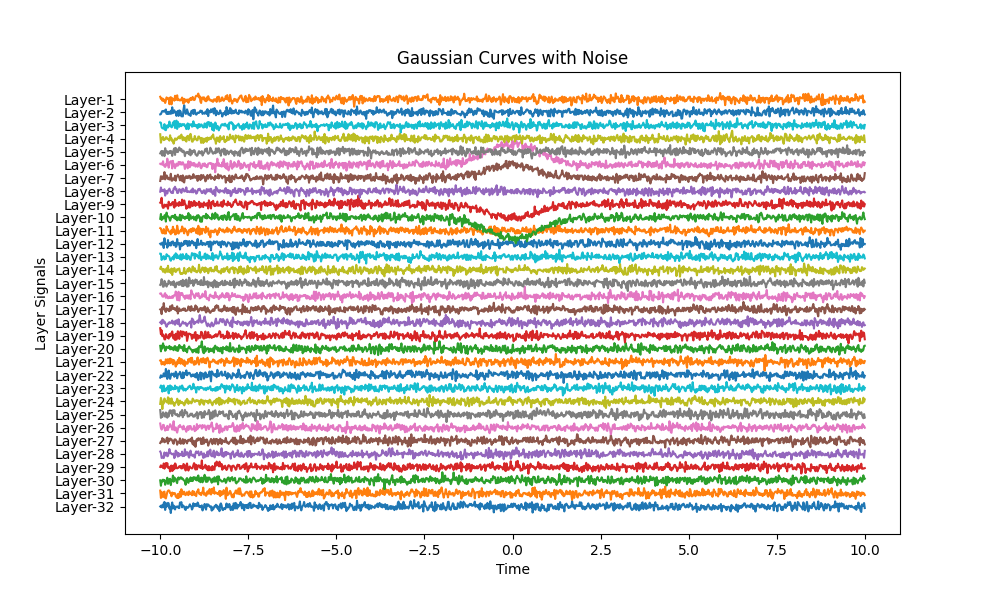 Gaussian Curves with Noise
Layer-1
Layer-2
Layer-3
Layer-4
Layer-5
Layer-6
Layer-7
Layer-8
Layer-9
Layer-10
Layer-11
Layer-12
Layer-13
Layer-14
Layer-15
Layer-16
Layer-17
Layer-18
Layer-19
Layer-20
Layer-21
Layer-22
Layer-23
Layer-24
Layer-25
Layer-26
Layer-27
Layer-28
Layer-29
Layer-30
Layer-31
Layer-32
Layer Signals
−10.0 −7.5 −5.0 −2.5 0.0 2.5 5.0 7.5 10.0
Time